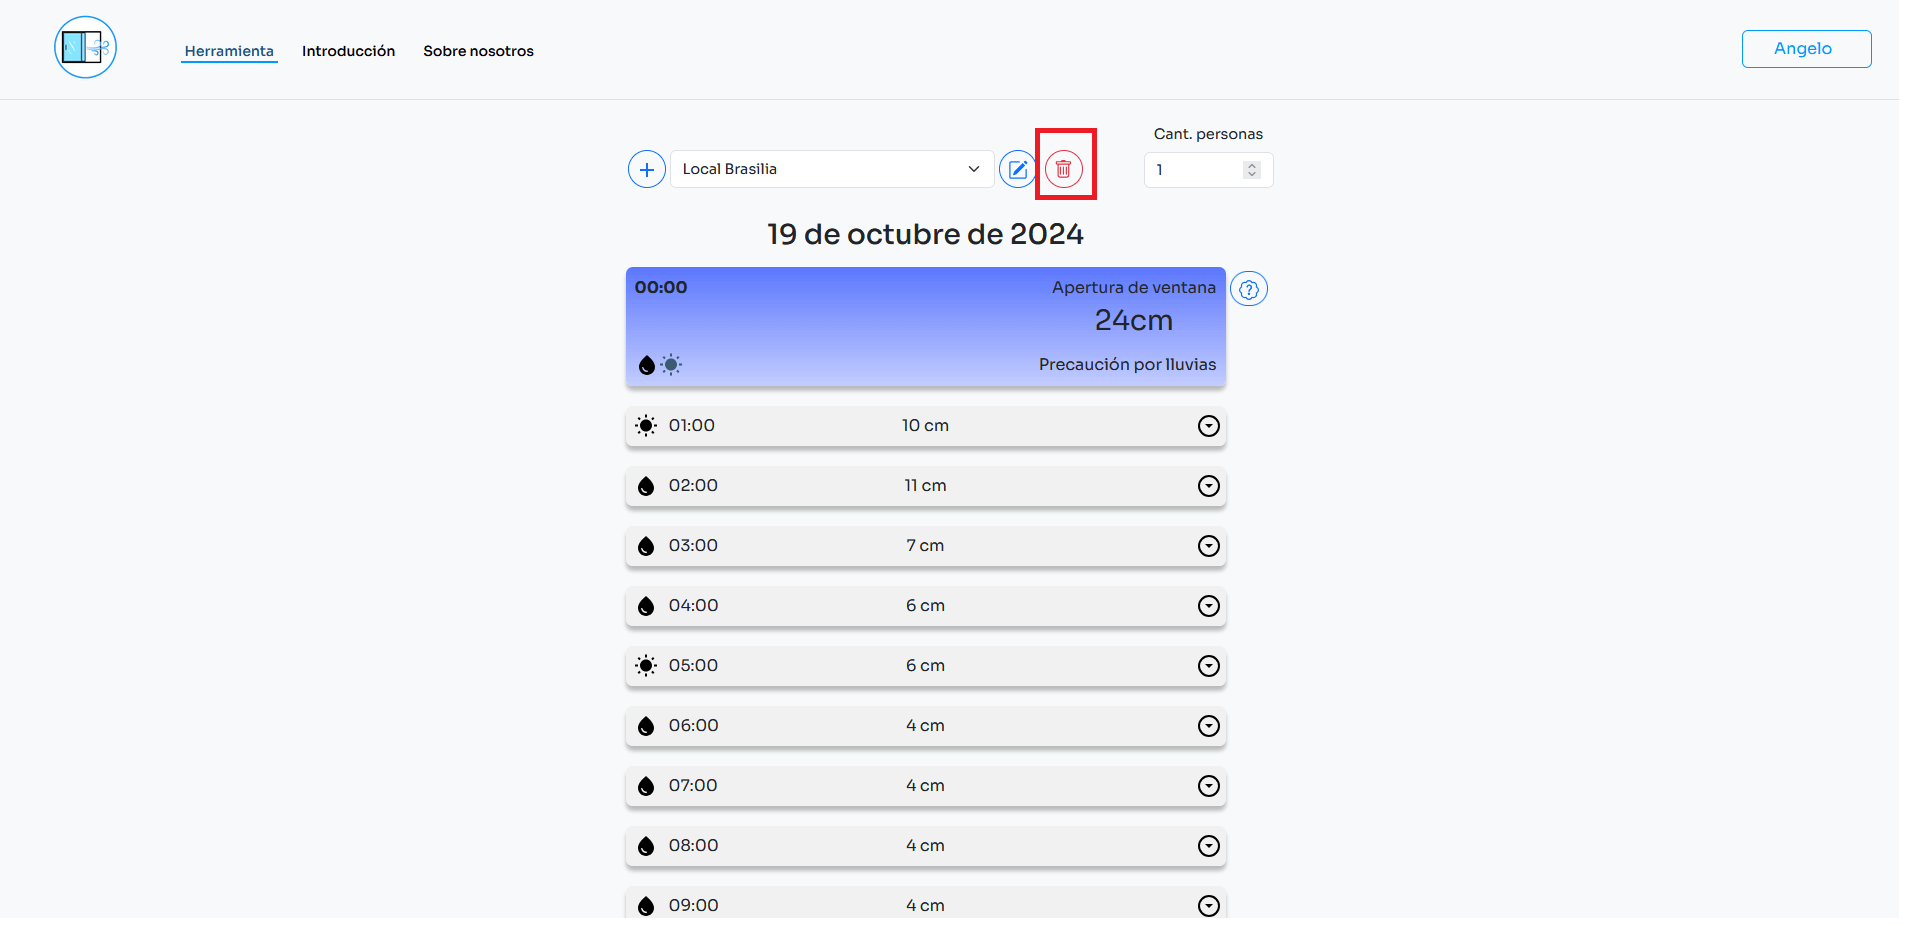 Herramienta Introducción Sobre nosotros
Angelo
Cant. personas
Local Brasilia
1
19 de octubre de 2024
00:00 Apertura de ventana
24cm
Precaución por lluvias
01:00 10 cm
02:00 11 cm
03:00 7 cm
04:00 6 cm
05:00 6 cm
06:00 4 cm
07:00 4 cm
08:00 4 cm
09:00 4 cm